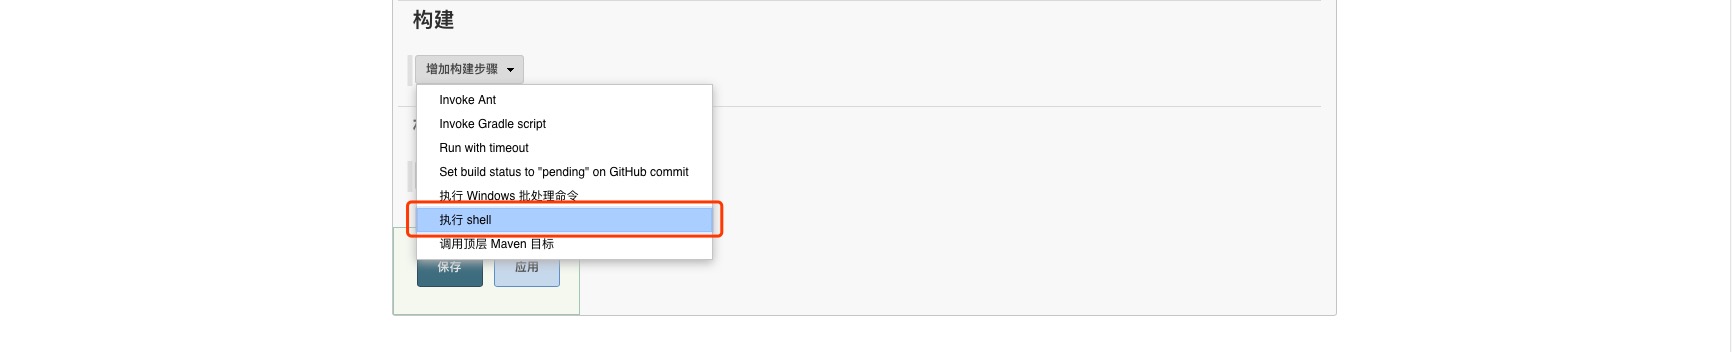 构建
增加构建步骤
Invoke Ant
Invoke Gradle script
Run with timeout
Set build status to "pending" on GitHub commit
执行 Windows 批处理命令
执行 shell
调用顶层 Maven 目标
保存 应用